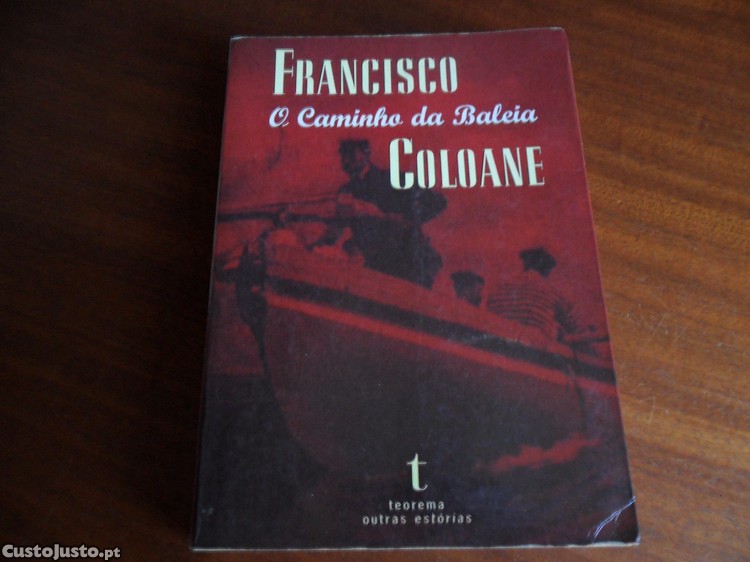 FRANCISCO
O Caminho da Baleia
COLOANE
t
teorema
outras estórias
CustoJusto.pt